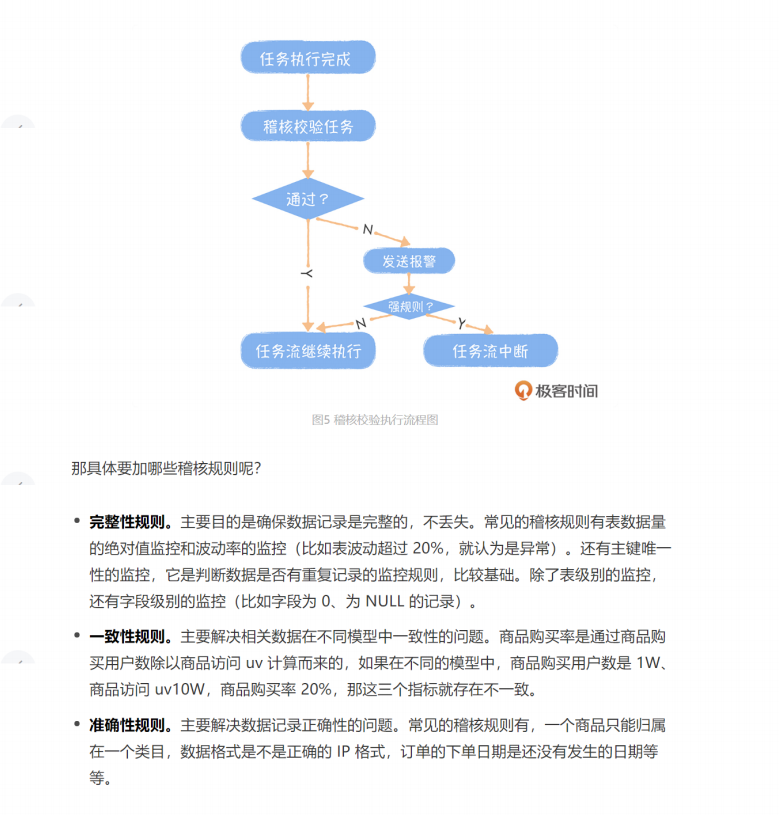 任务执行完成
稽核校验任务
通过？
N
发送报警
Y
强规则？
N
Y
任务流继续执行
任务流中断
极客时间
图5 稽核校验执行流程图
那具体要加哪些稽核规则呢？
完整性规则。主要目的是确保数据记录是完整的，不丢失。常见的稽核规则有表数据量
的绝对值监控和波动率的监控（比如表波动超过 20%，就认为是异常）。还有主键唯一
性的监控，它是判断数据是否有重复记录的监控规则，比较基础。除了表级别的监控，
还有字段级别的监控（比如字段为 0、为 NULL 的记录）。
一致性规则。主要解决相关数据在不同模型中一致性的问题。商品购买率是通过商品购
买用户数除以商品访问 uv 计算而来的，如果在不同的模型中，商品购买用户数是 1W、
商品访问 uv10W，商品购买率 20%，那这三个指标就存在不一致。
准确性规则。主要解决数据记录正确性的问题。常见的稽核规则有，一个商品只能归属
在一个类目，数据格式是不是正确的 IP 格式，订单的下单日期是还没有发生的日期等
等。